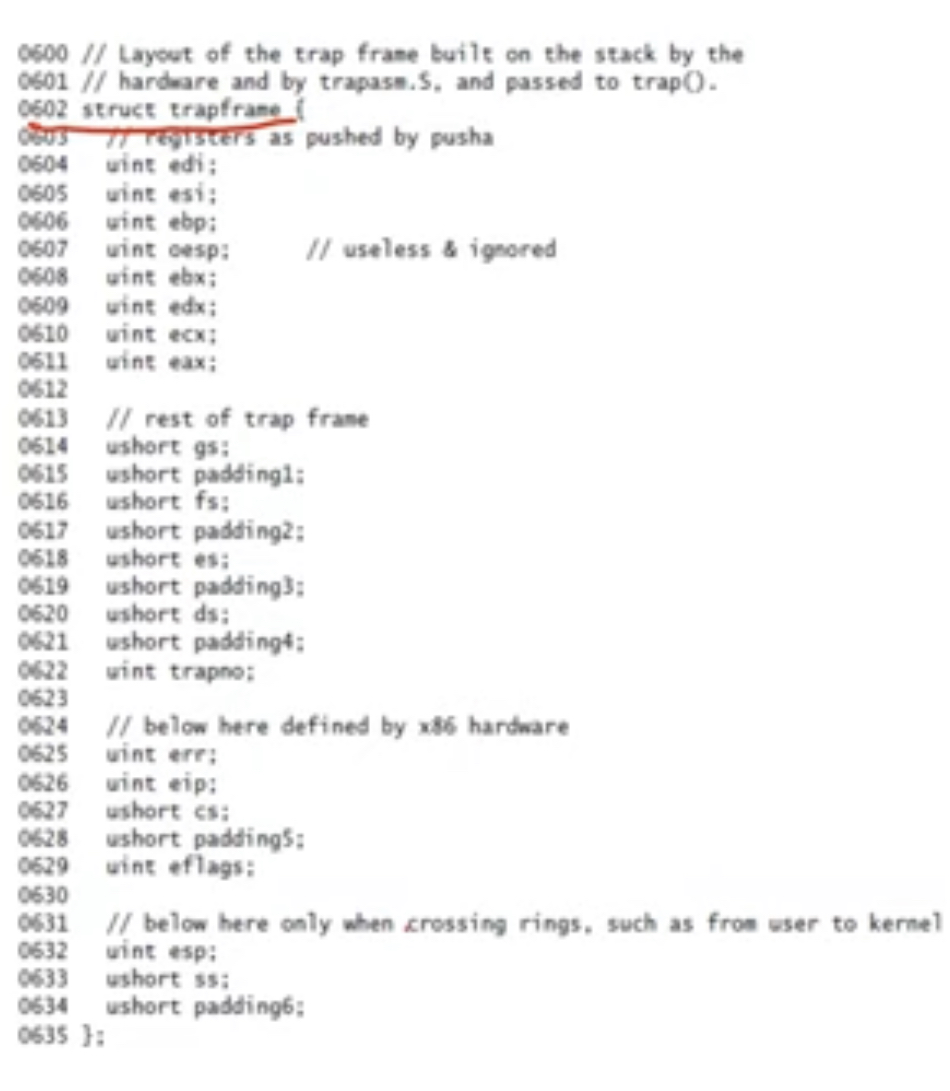 0600 // Layout of the trap frame built on the stack by the
0601 // hardware and by trapasm.S, and passed to trap().
0602 struct trapframe {
0603   // registers as pushed by pusha
0604   uint edi;
0605   uint esi;
0606   uint ebp;
0607   uint oesp;      // useless & ignored
0608   uint ebx;
0609   uint edx;
0610   uint ecx;
0611   uint eax;
0612
0613   // rest of trap frame
0614   ushort gs;
0615   ushort padding1;
0616   ushort fs;
0617   ushort padding2;
0618   ushort es;
0619   ushort padding3;
0620   ushort ds;
0621   ushort padding4;
0622   uint trapno;
0623
0624   // below here defined by x86 hardware
0625   uint err;
0626   uint eip;
0627   ushort cs;
0628   ushort padding5;
0629   uint eflags;
0630
0631   // below here only when crossing rings, such as from user to kernel
0632   uint esp;
0633   ushort ss;
0634   ushort padding6;
0635 };